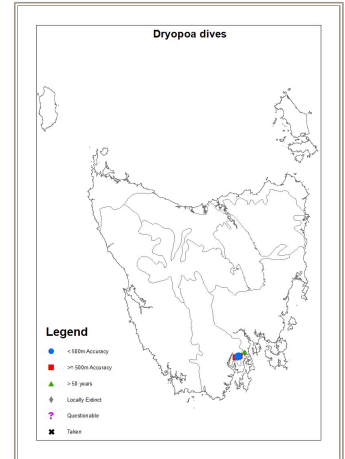 Dryopoa dives
Legend
< 500m Accuracy
>= 500m Accuracy
> 50 years
Locally Extinct
? Questionable
Taken